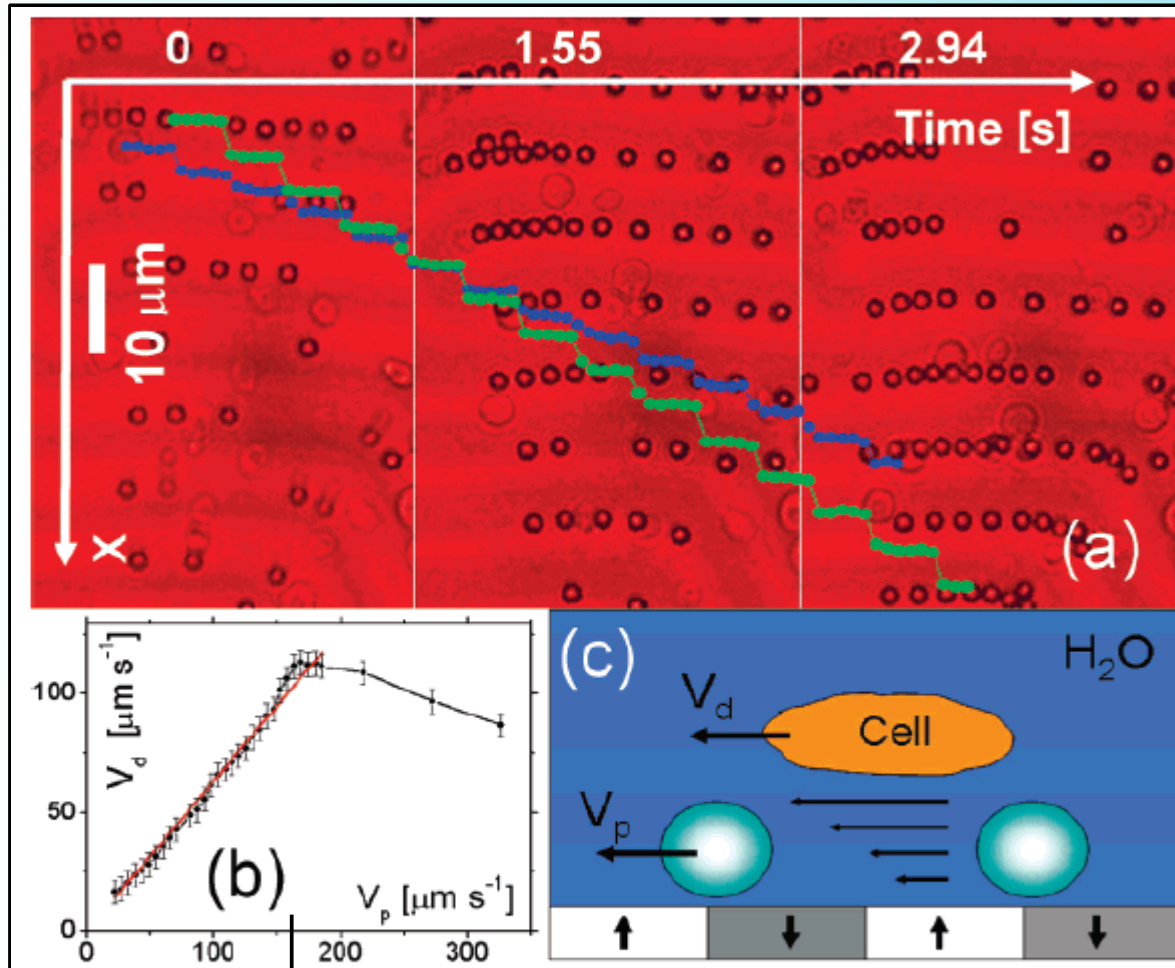 0 1.55 2.94
Time [s]
10 μm
X
(a)
V_d [μm s⁻¹]
100
50
0
(b)
V_p [μm s⁻¹]
0 100 200 300
(c)
H₂O
V_d
Cell
V_p